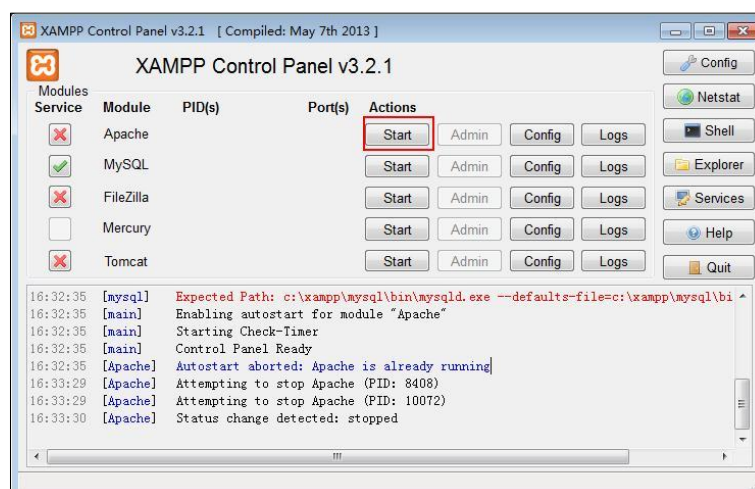 XAMPP Control Panel v3.2.1 [ Compiled: May 7th 2013 ]
XAMPP Control Panel v3.2.1
Config
Modules
Service Module PID(s) Port(s) Actions
Netstat
Apache Start Admin Config Logs
Shell
MySQL Start Admin Config Logs
Explorer
FileZilla Start Admin Config Logs
Services
Mercury Start Admin Config Logs
Help
Tomcat Start Admin Config Logs
Quit
16:32:35 [mysql] Expected Path: c:\xampp\mysql\bin\mysqld.exe --defaults-file=c:\xampp\mysql\bi
16:32:35 [main] Enabling autostart for module "Apache"
16:32:35 [main] Starting Check-Timer
16:32:35 [main] Control Panel Ready
16:32:35 [Apache] Autostart aborted: Apache is already running
16:33:29 [Apache] Attempting to stop Apache (PID: 8408)
16:33:29 [Apache] Attempting to stop Apache (PID: 10072)
16:33:30 [Apache] Status change detected: stopped